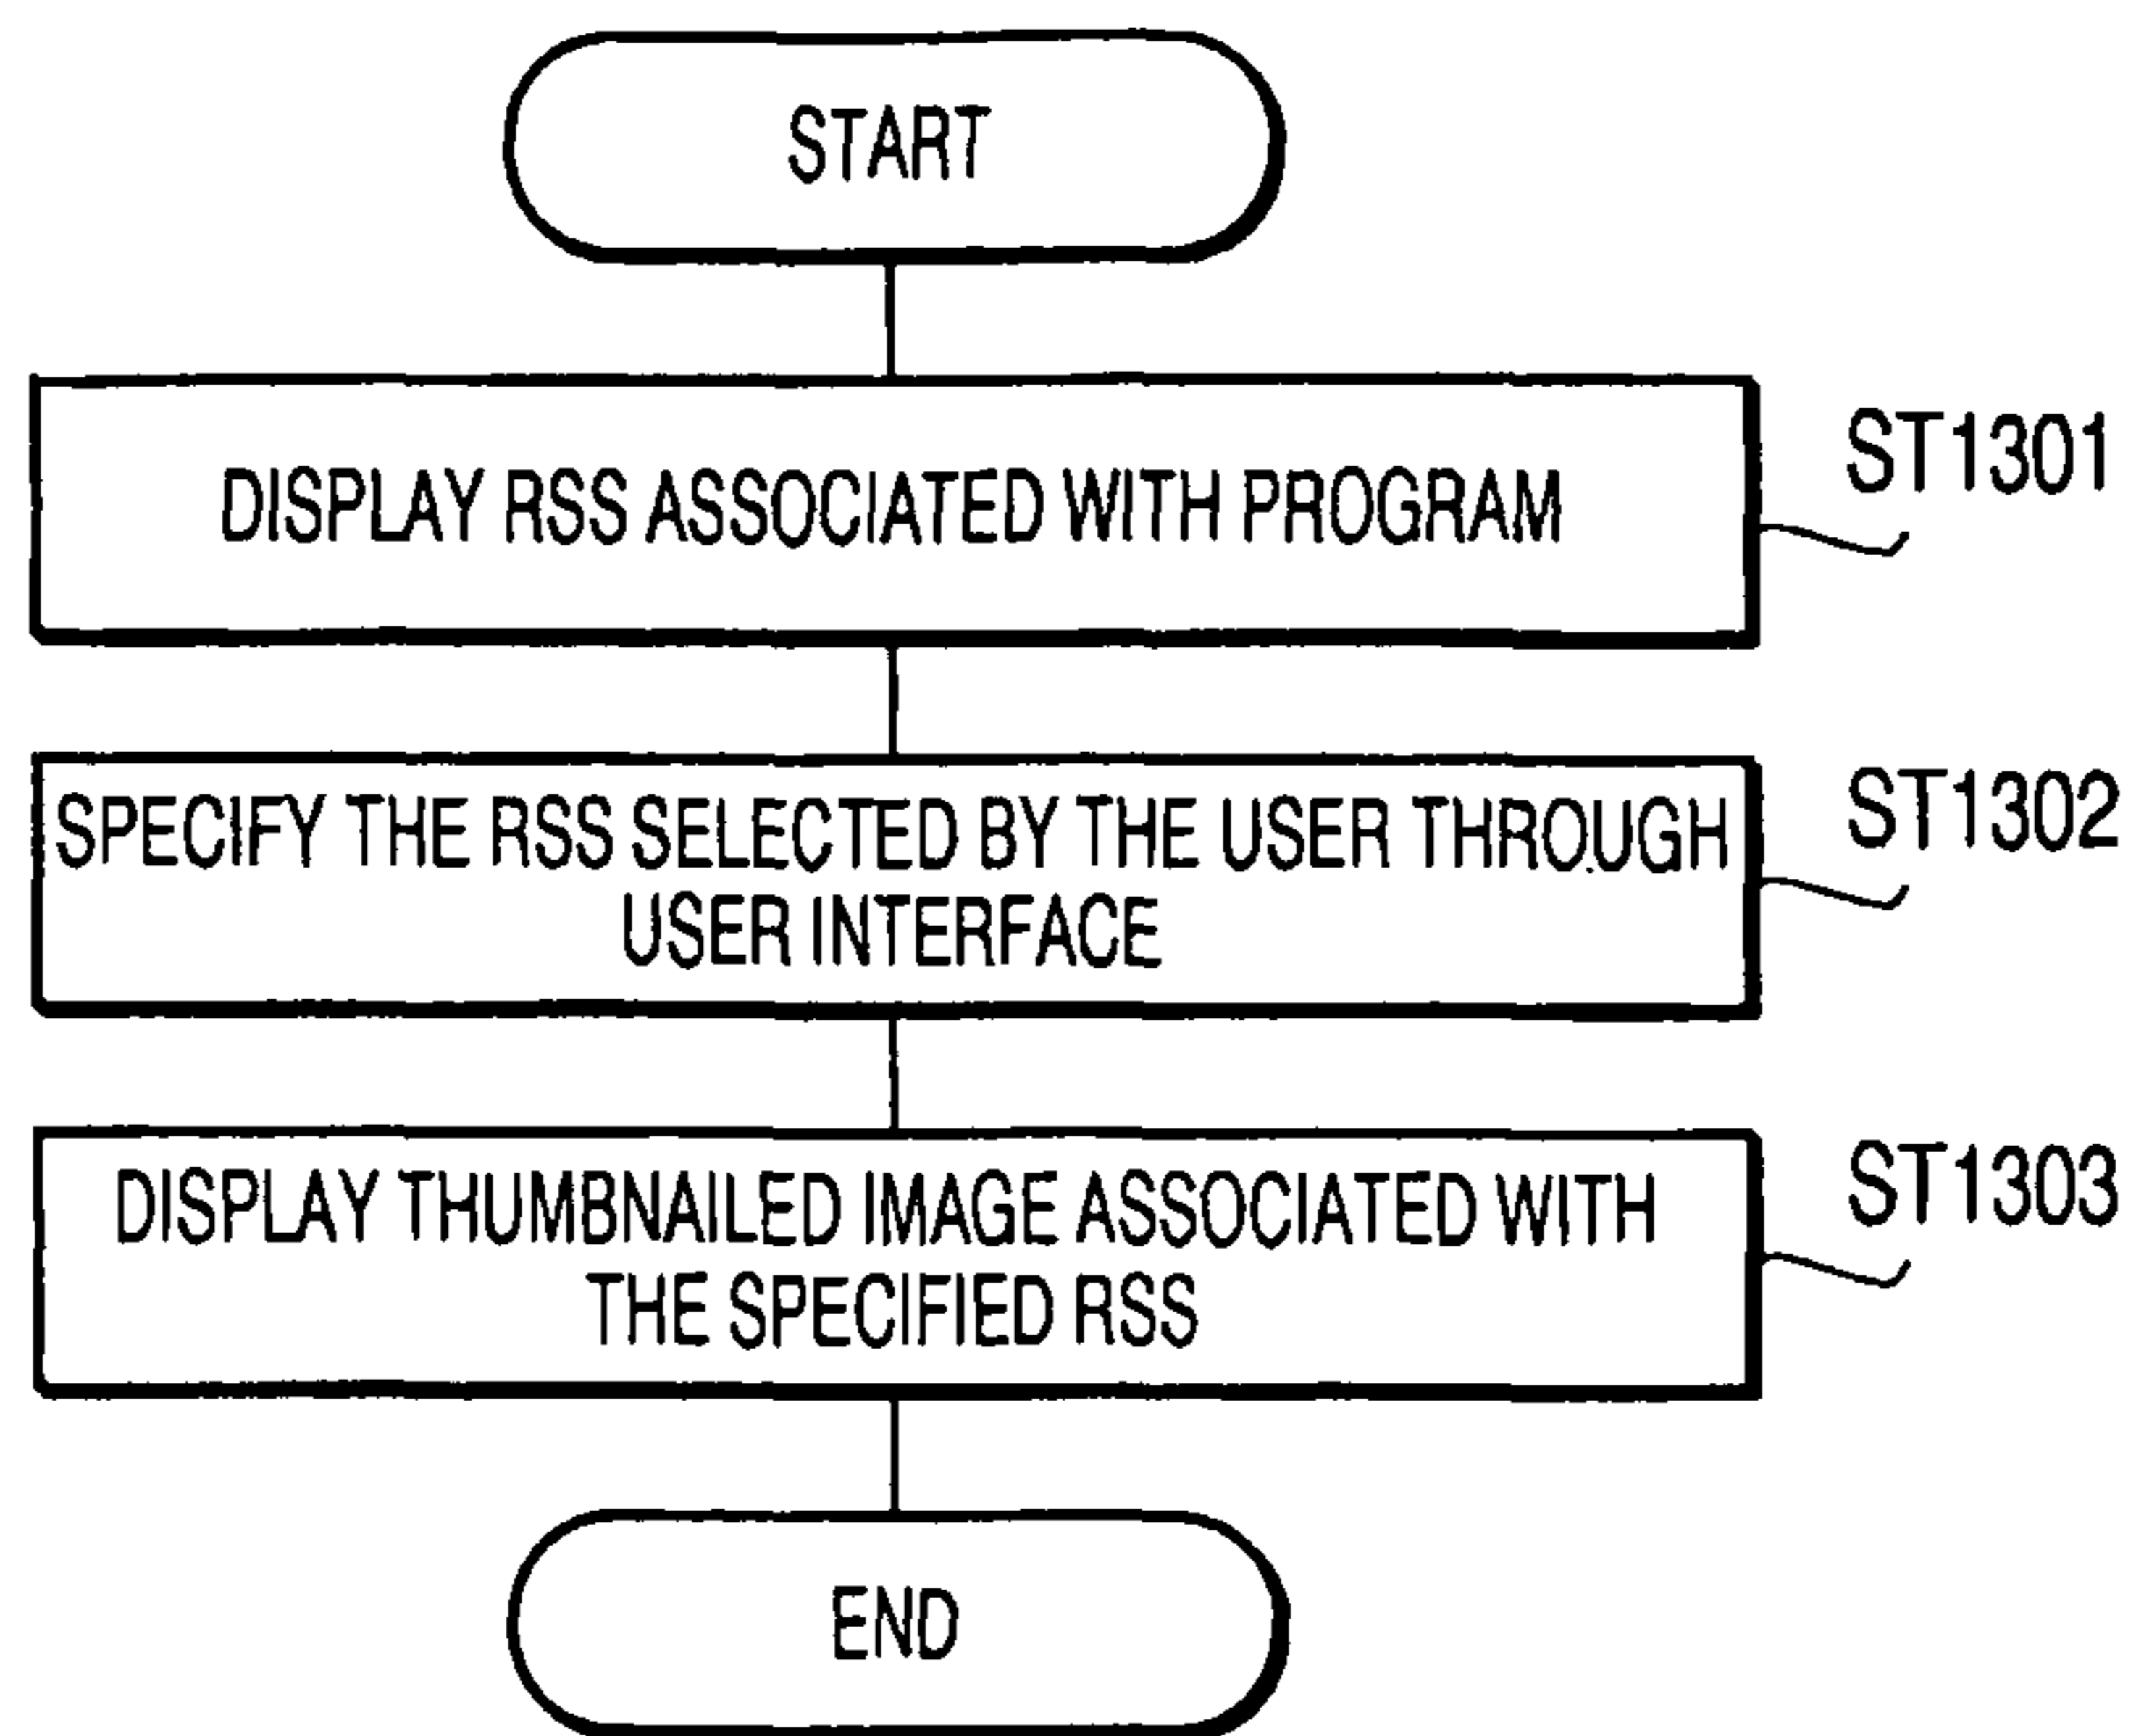 START
DISPLAY RSS ASSOCIATED WITH PROGRAM
ST1301
SPECIFY THE RSS SELECTED BY THE USER THROUGH
USER INTERFACE
ST1302
DISPLAY THUMBNAILED IMAGE ASSOCIATED WITH
THE SPECIFIED RSS
ST1303
END